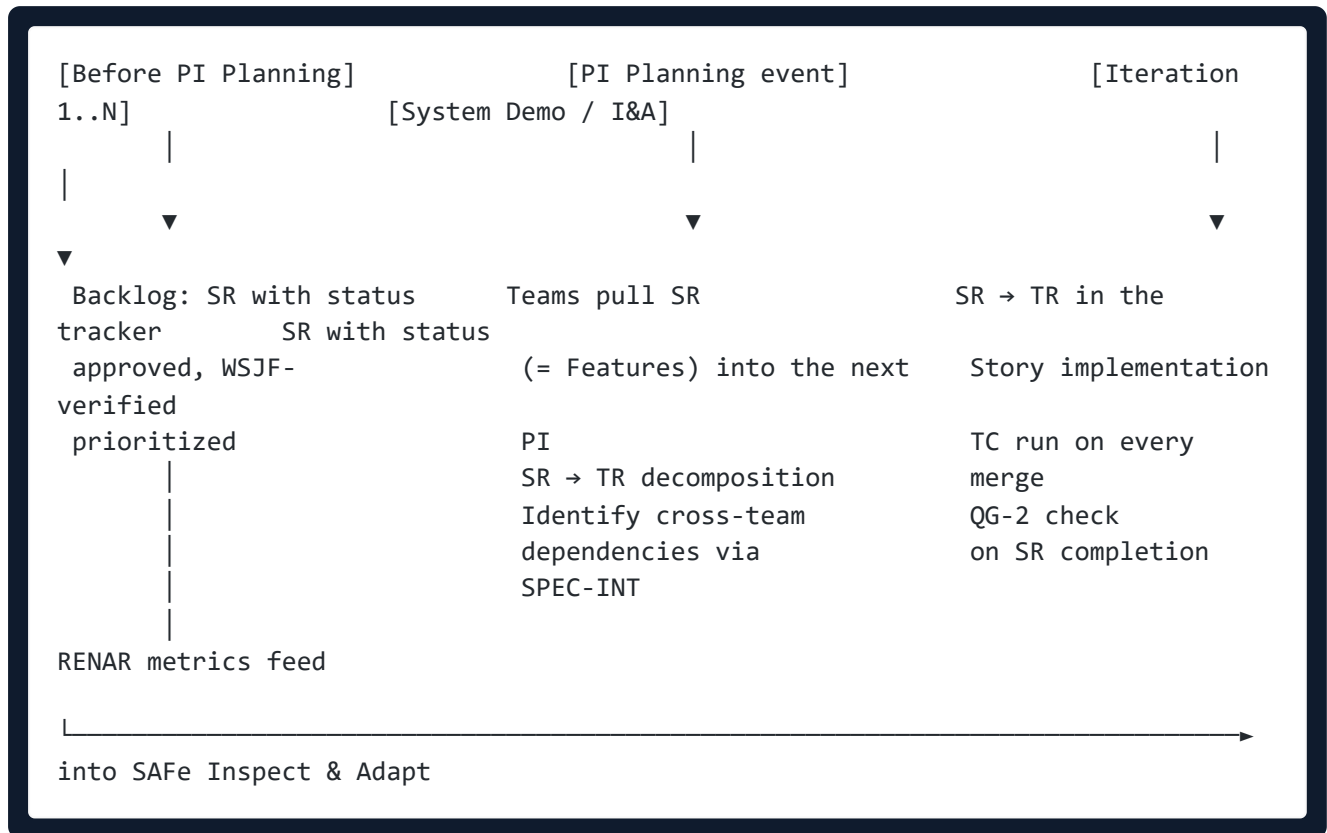 [Before PI Planning]                [PI Planning event]                  [Iteration
1..N]                   [System Demo / I&A]
        │                                     │                                     │
│
        ▼                                     ▼                                     ▼
▼
 Backlog: SR with status        Teams pull SR                   SR → TR in the
tracker          SR with status
 approved, WSJF-                 (= Features) into the next      Story implementation
verified
 prioritized                     PI                              TC run on every
        │                        SR → TR decomposition           merge
        │                        Identify cross-team             QG-2 check
        │                        dependencies via                on SR completion
        │                        SPEC-INT
        │
RENAR metrics feed

└──────────────────────────────────────────────────────────────►
into SAFe Inspect & Adapt